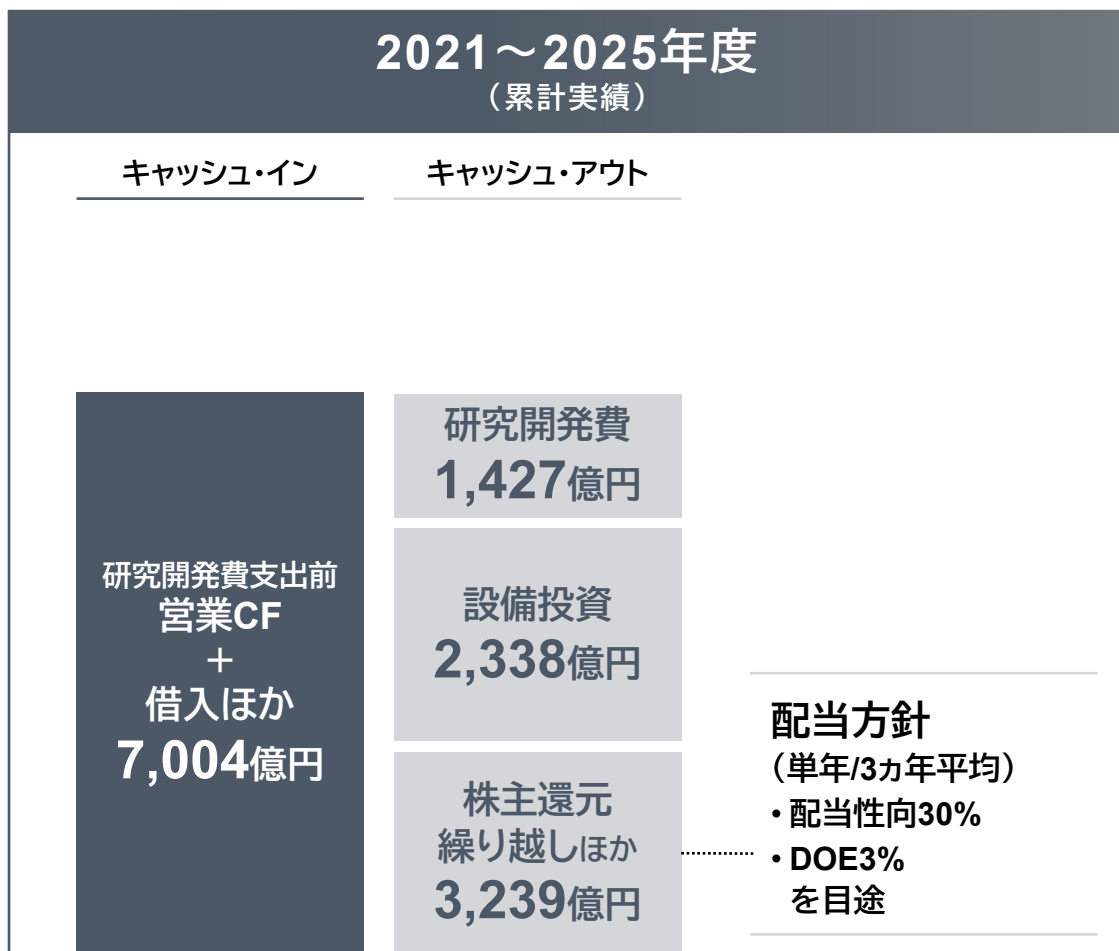 2021～2025年度
（累計実績）
キャッシュ・イン
キャッシュ・アウト
研究開発費支出前
営業CF
＋
借入ほか
7,004億円
研究開発費
1,427億円
設備投資
2,338億円
株主還元
繰り越しほか
3,239億円
配当方針
（単年/3ヵ年平均）
・配当性向30%
・DOE3%
を目途